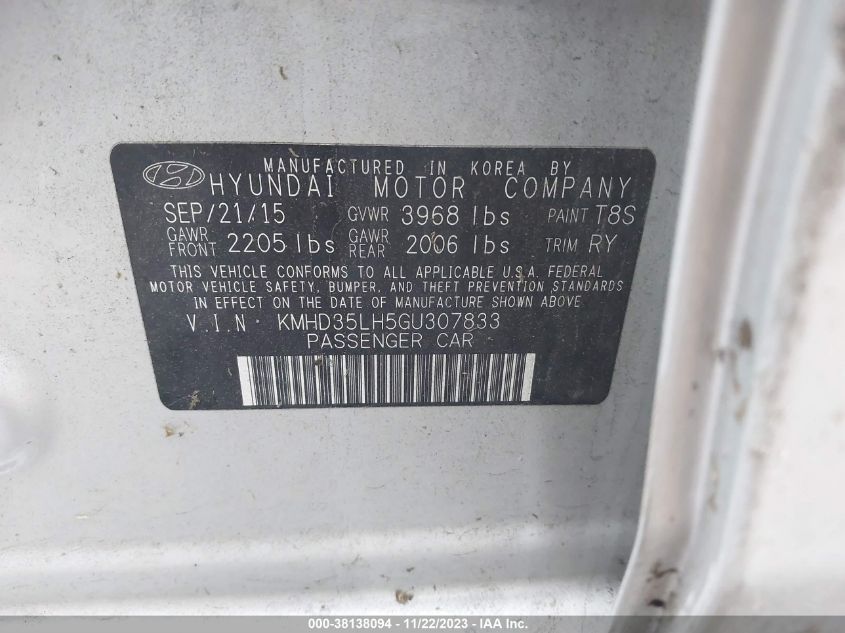 MANUFACTURED IN KOREA BY
HYUNDAI MOTOR COMPANY
SEP/21/15 GVWR 3968 lbs PAINT T8S
GAWR FRONT 2205 lbs GAWR REAR 2006 lbs TRIM RY
THIS VEHICLE CONFORMS TO ALL APPLICABLE U.S.A. FEDERAL
MOTOR VEHICLE SAFETY, BUMPER, AND THEFT PREVENTION STANDARDS
IN EFFECT ON THE DATE OF MANUFACTURE SHOWN ABOVE.
V.I.N : KMHD35LH5GU307833
PASSENGER CAR
000-38138094 - 11/22/2023 - IAA Inc.